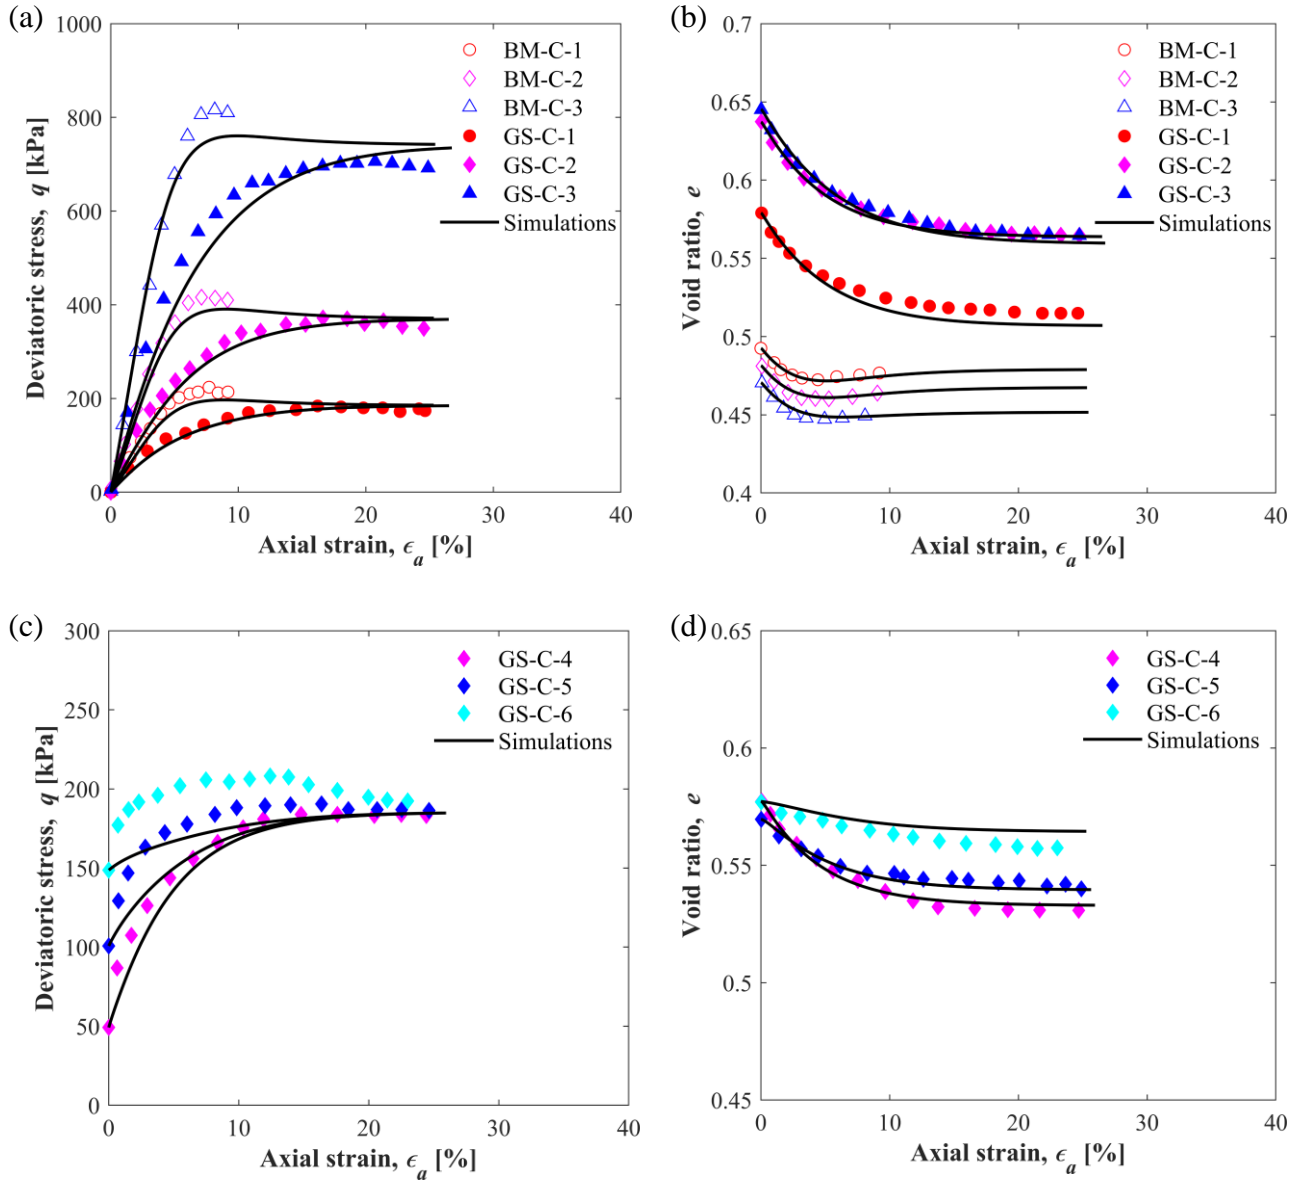 (a)
1000
800
600
400
200
0
Deviatoric stress, q [kPa]
BM-C-1
BM-C-2
BM-C-3
GS-C-1
GS-C-2
GS-C-3
Simulations
0 10 20 30 40
Axial strain, ϵa [%]
(b)
0.7
0.65
0.6
0.55
0.5
0.45
0.4
Void ratio, e
BM-C-1
BM-C-2
BM-C-3
GS-C-1
GS-C-2
GS-C-3
Simulations
0 10 20 30 40
Axial strain, ϵa [%]
(c)
300
250
200
150
100
50
0
Deviatoric stress, q [kPa]
GS-C-4
GS-C-5
GS-C-6
Simulations
0 10 20 30 40
Axial strain, ϵa [%]
(d)
0.65
0.6
0.55
0.5
0.45
Void ratio, e
GS-C-4
GS-C-5
GS-C-6
Simulations
0 10 20 30 40
Axial strain, ϵa [%]